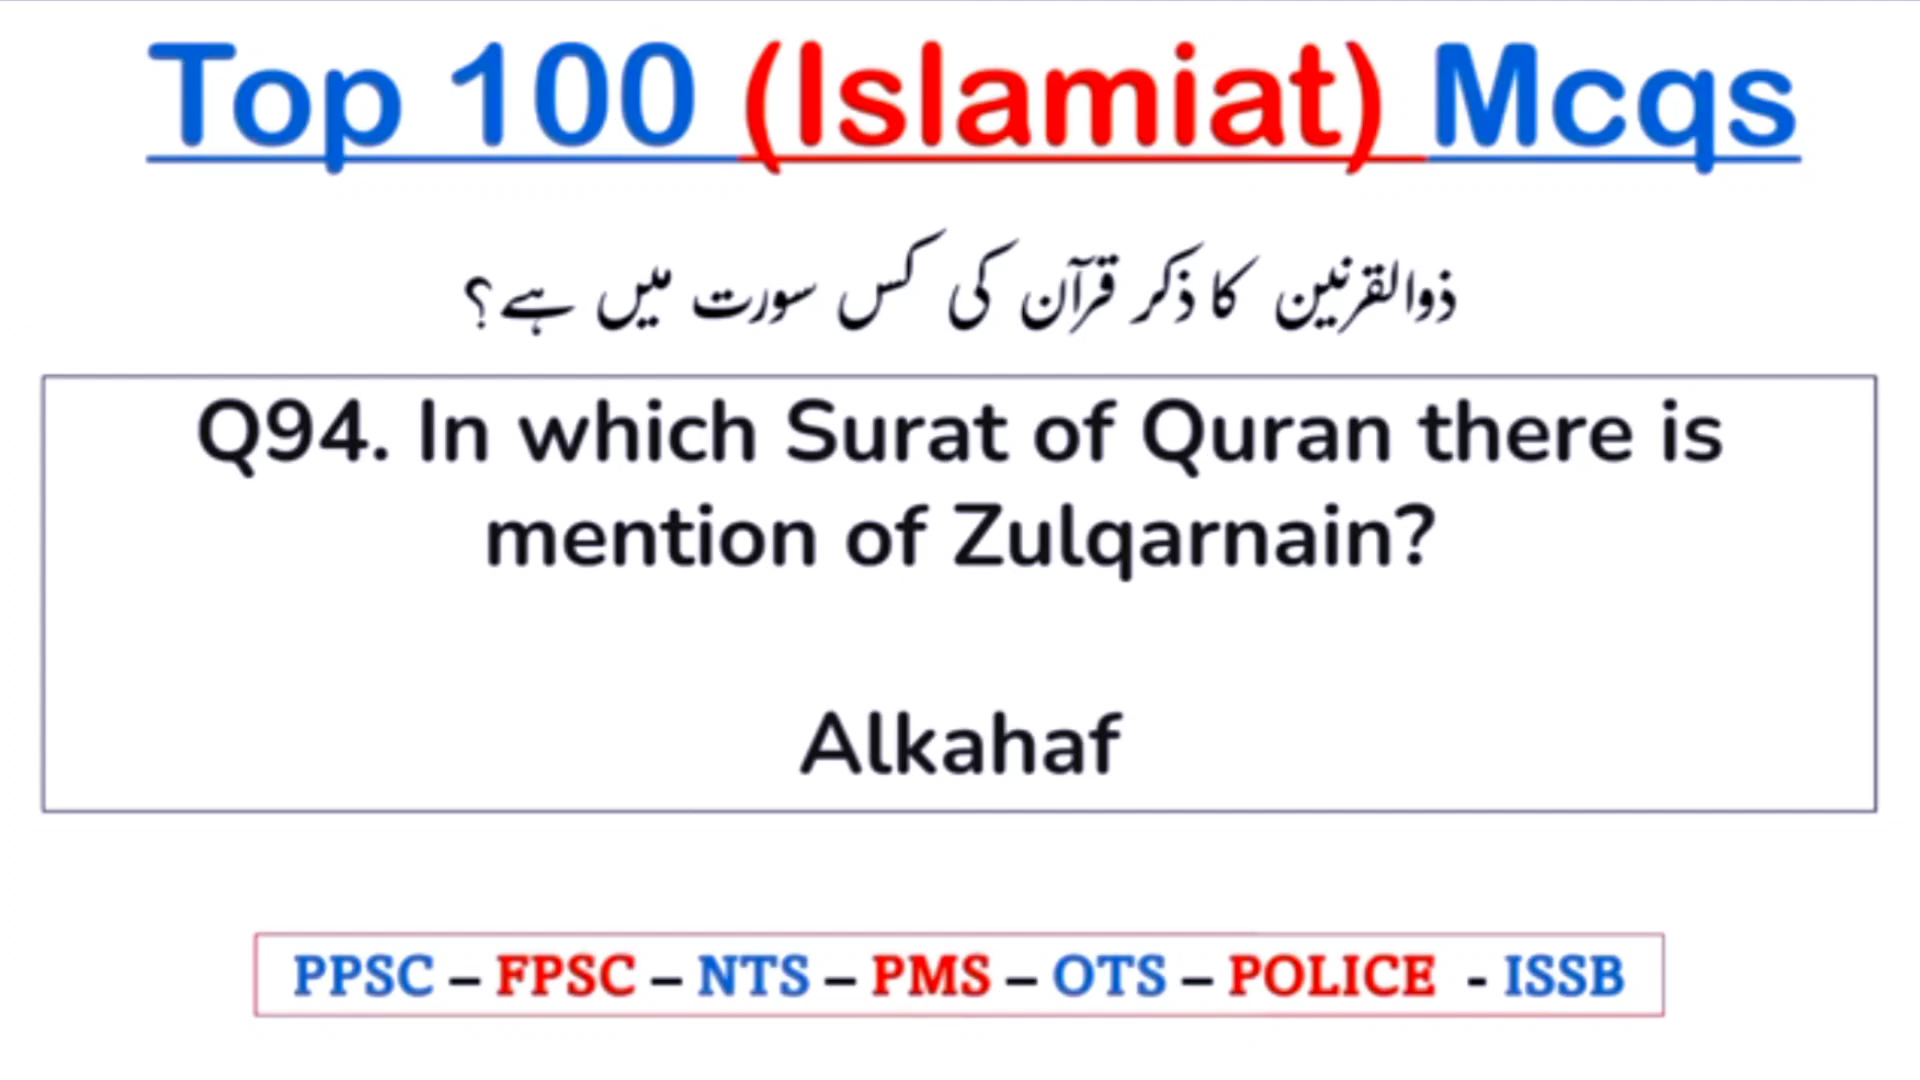 Top 100 (Islamiat) Mcqs
ذوالقرنین کا ذکر قرآن کی کس سورت میں ہے؟
Q94. In which Surat of Quran there is
mention of Zulqarnain?
Alkahaf
PPSC – FPSC – NTS – PMS – OTS – POLICE - ISSB